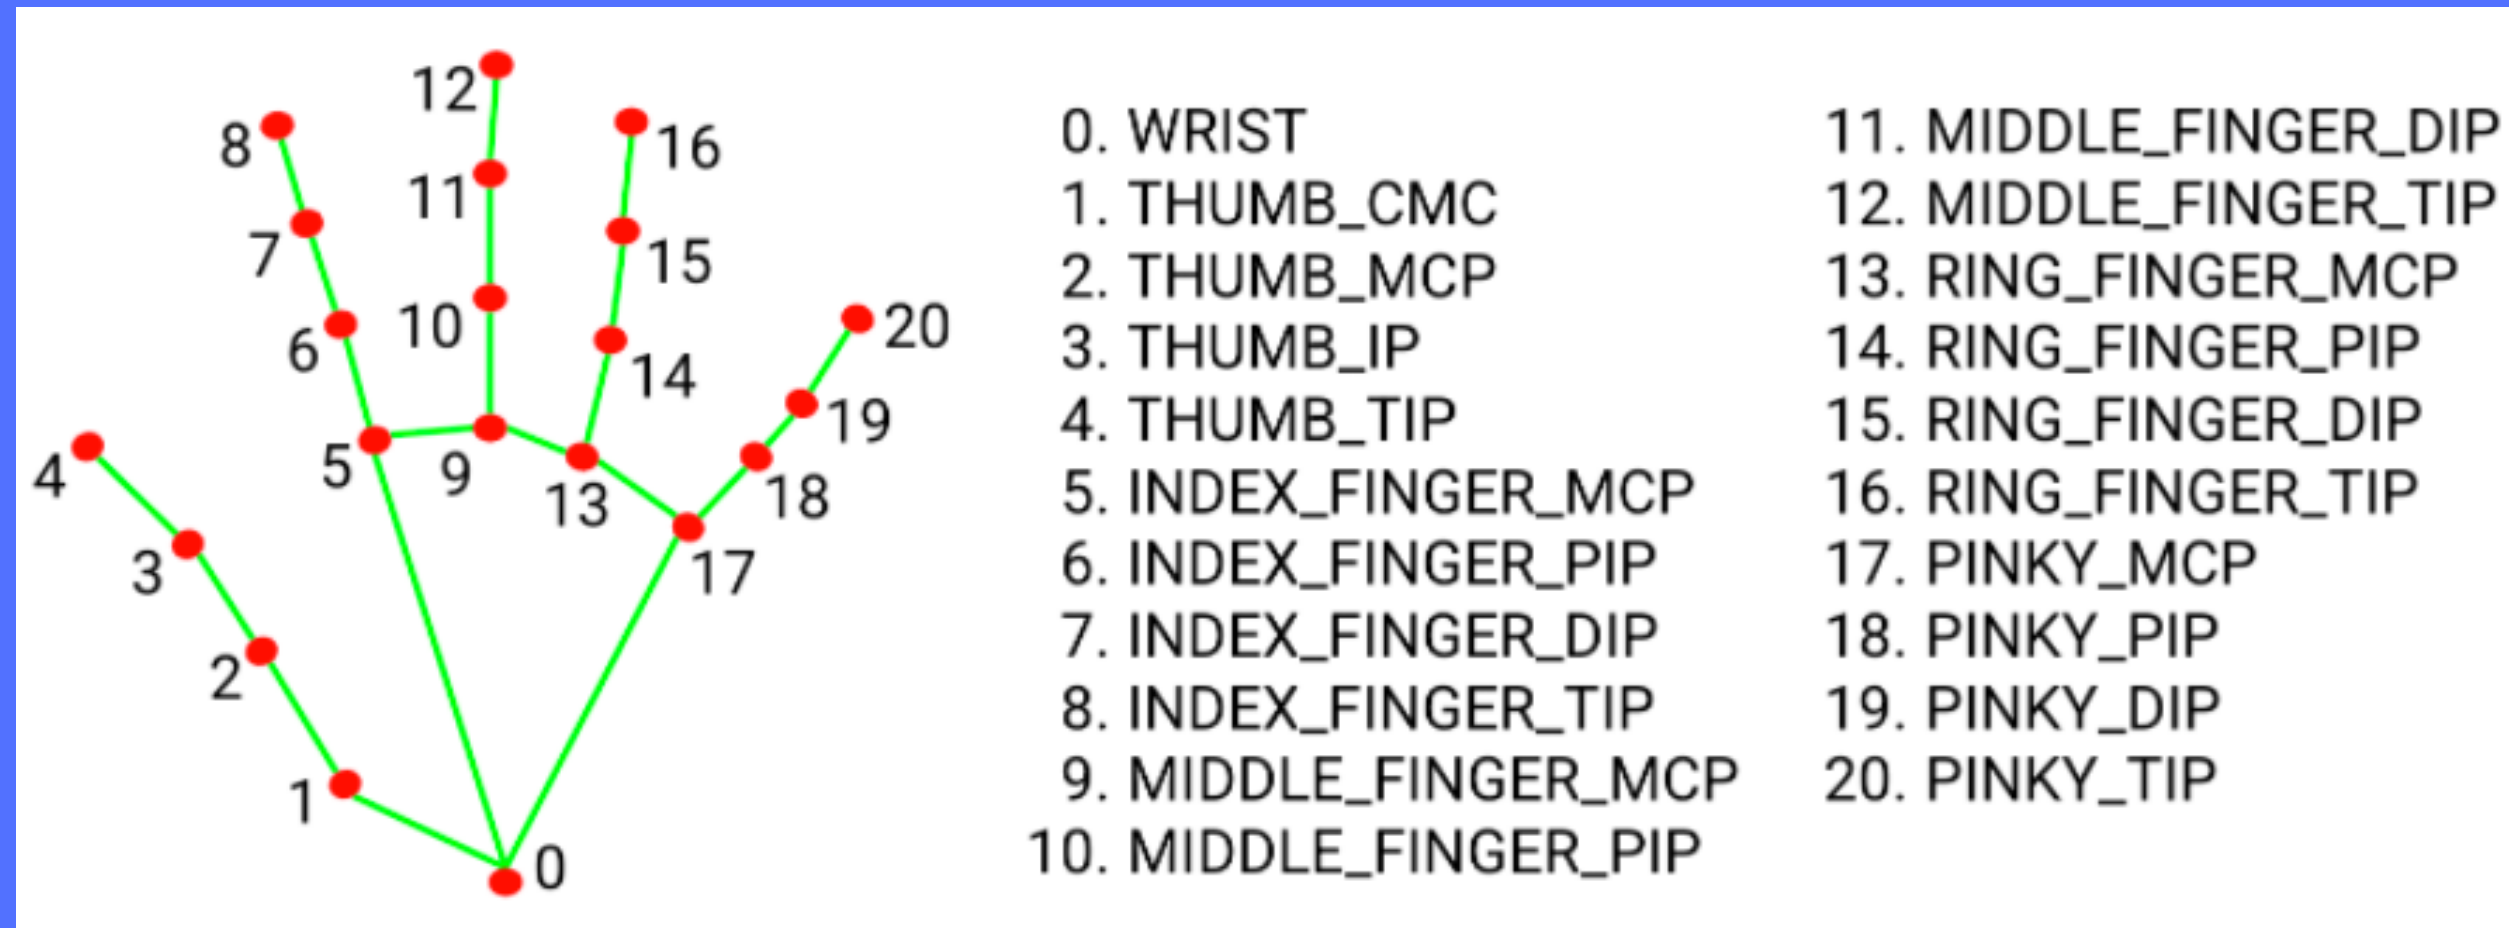 12
8
16
11
7
15
10
6
20
14
19
4
5
9
18
13
3
17
2
1
0
0. WRIST
1. THUMB_CMC
2. THUMB_MCP
3. THUMB_IP
4. THUMB_TIP
5. INDEX_FINGER_MCP
6. INDEX_FINGER_PIP
7. INDEX_FINGER_DIP
8. INDEX_FINGER_TIP
9. MIDDLE_FINGER_MCP
10. MIDDLE_FINGER_PIP
11. MIDDLE_FINGER_DIP
12. MIDDLE_FINGER_TIP
13. RING_FINGER_MCP
14. RING_FINGER_PIP
15. RING_FINGER_DIP
16. RING_FINGER_TIP
17. PINKY_MCP
18. PINKY_PIP
19. PINKY_DIP
20. PINKY_TIP